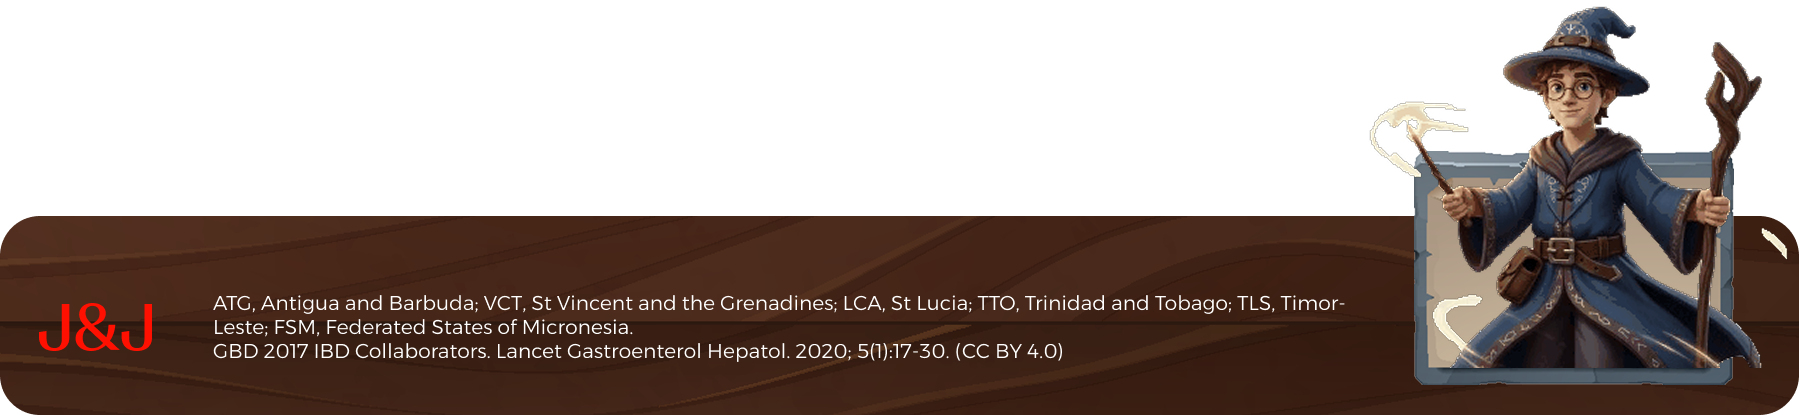 J&J
ATG, Antigua and Barbuda; VCT, St Vincent and the Grenadines; LCA, St Lucia; TTO, Trinidad and Tobago; TLS, Timor-
Leste; FSM, Federated States of Micronesia.
GBD 2017 IBD Collaborators. Lancet Gastroenterol Hepatol. 2020; 5(1):17-30. (CC BY 4.0)